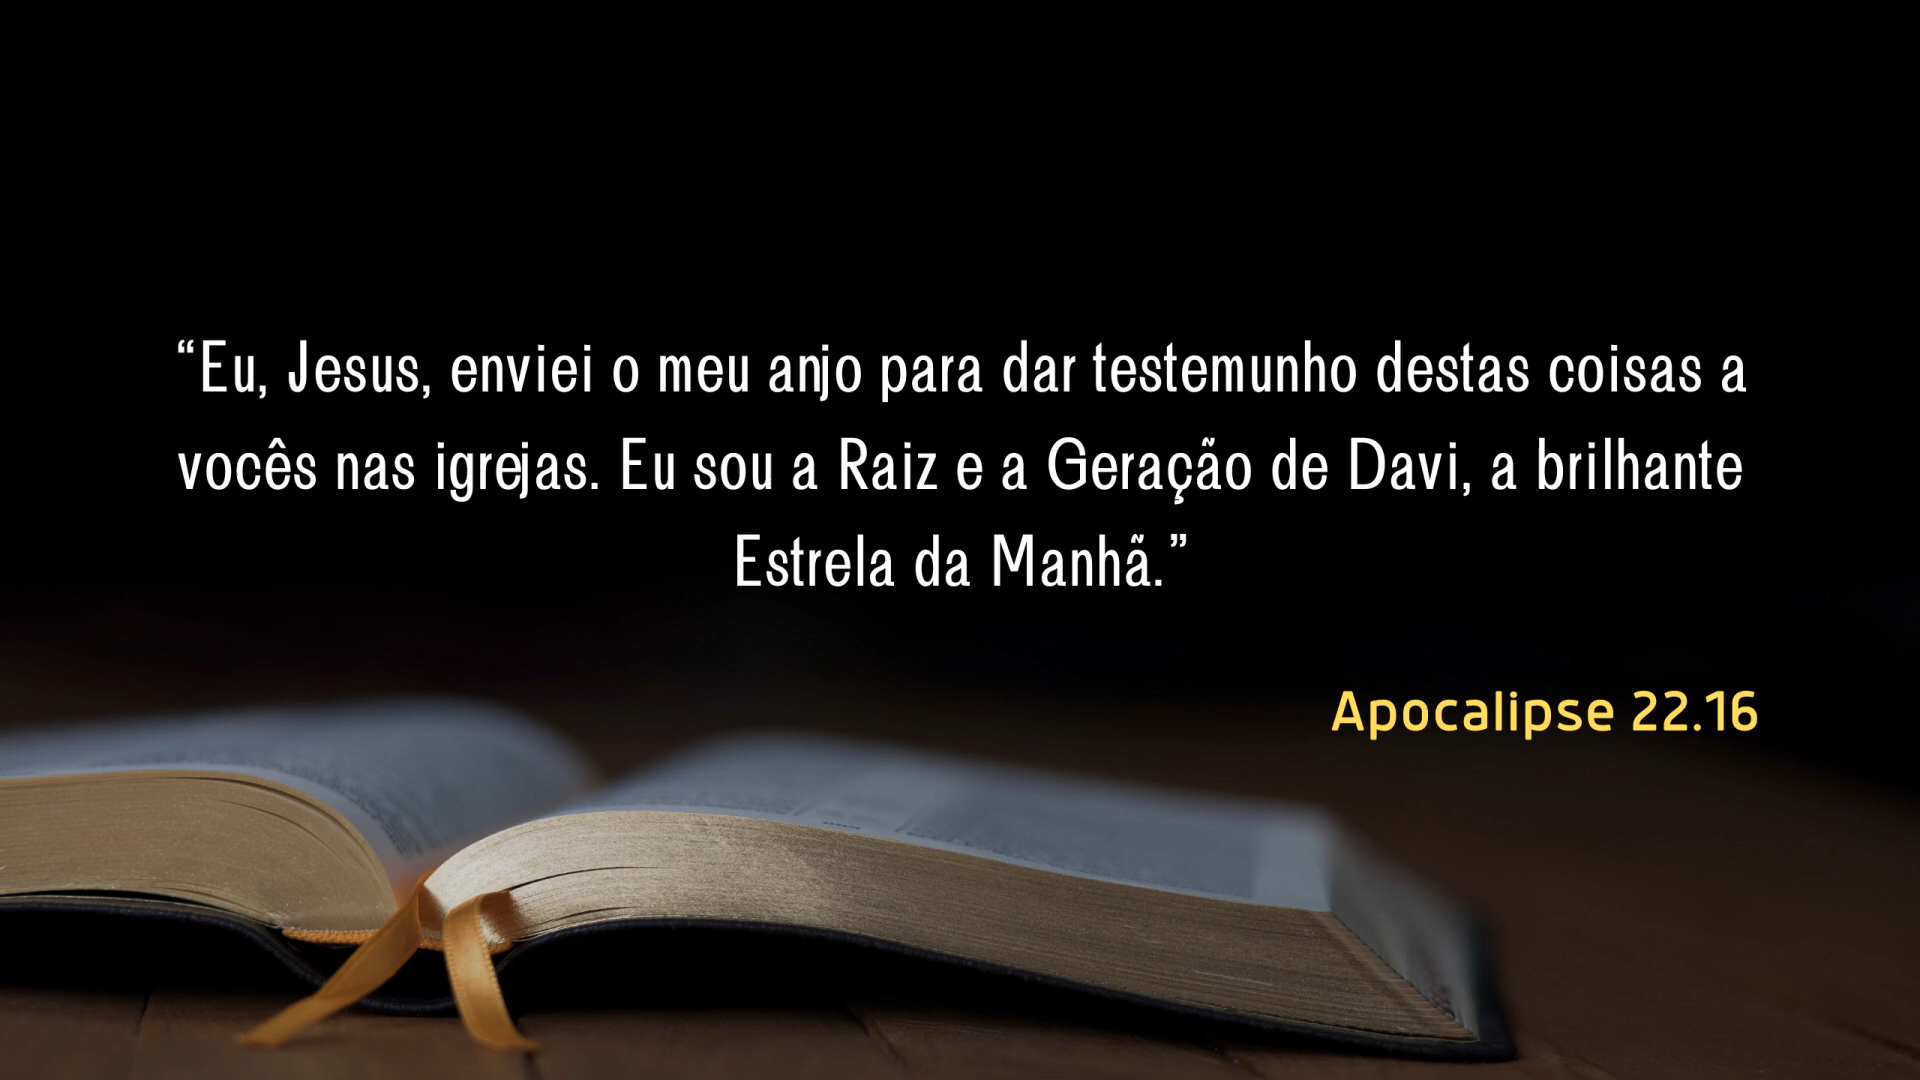 “Eu, Jesus, enviei o meu anjo para dar testemunho destas coisas a
vocês nas igrejas. Eu sou a Raiz e a Geração de Davi, a brilhante
Estrela da Manhã.”
Apocalipse 22.16